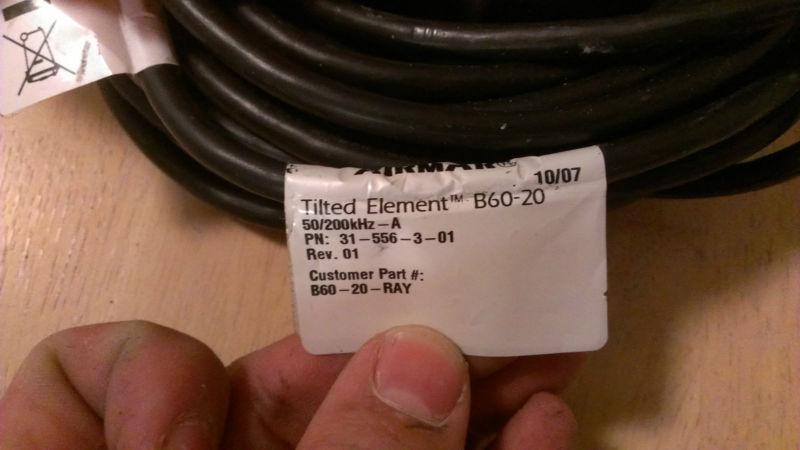 AIRMAR®
10/07
Tilted Element™ B60-20
50/200kHz-A
PN: 31-556-3-01
Rev. 01
Customer Part #:
B60-20-RAY